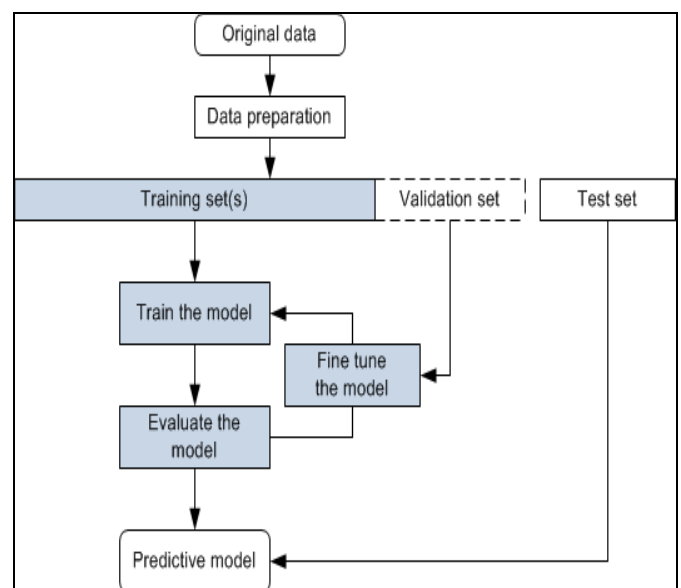 Original data
Data preparation
Training set(s)
Validation set
Test set
Train the model
Fine tune
the model
Evaluate the
model
Predictive model